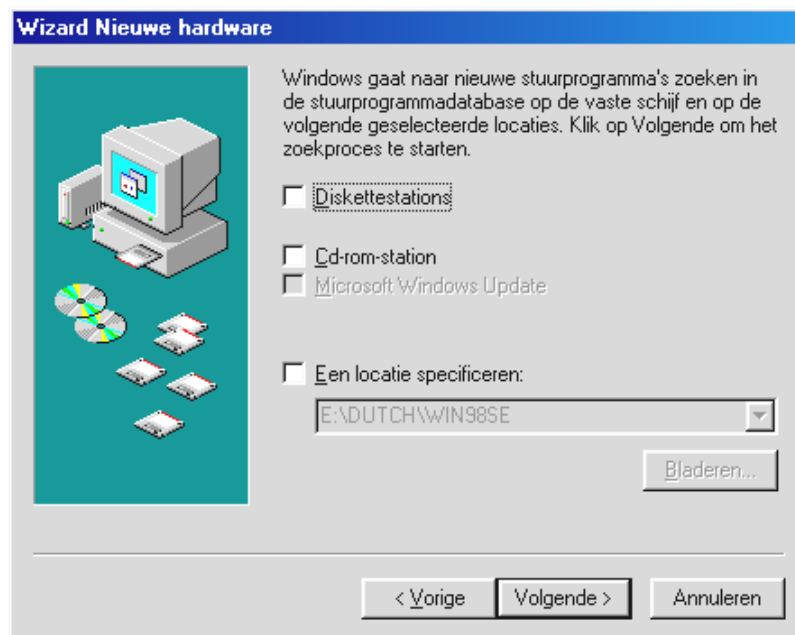 Wizard Nieuwe hardware
Windows gaat naar nieuwe stuurprogramma's zoeken in
de stuurprogrammadatabase op de vaste schijf en op de
volgende geselecteerde locaties. Klik op Volgende om het
zoekproces te starten.
Diskettestations
Cd-rom-station
Microsoft Windows Update
Een locatie specificeren:
E:\DUTCH\WIN98SE
Bladeren...
< Vorige
Volgende >
Annuleren